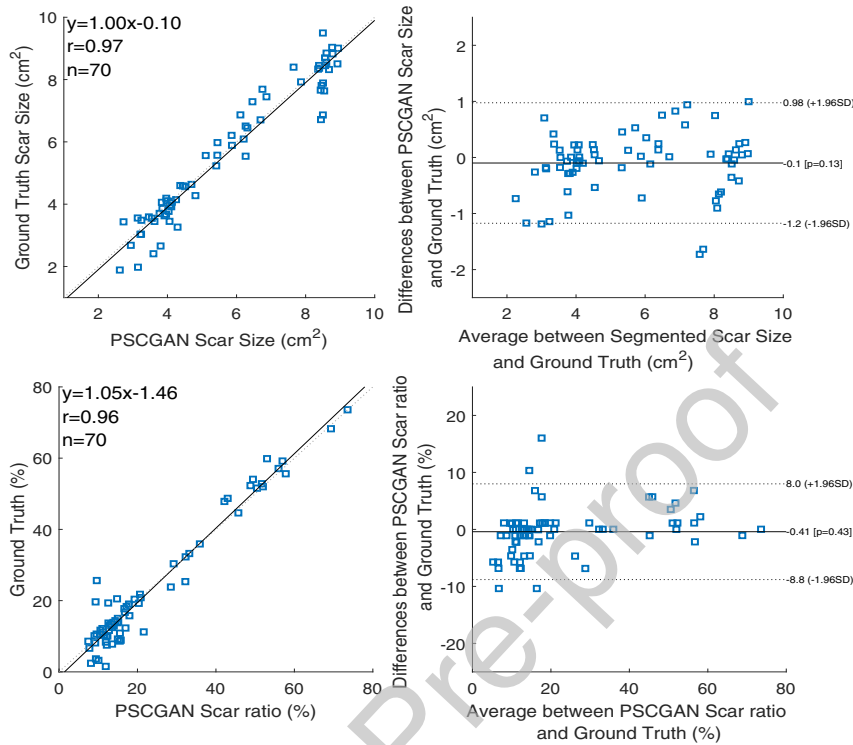 y=1.00x-0.10
r=0.97
n=70
Ground Truth Scar Size (cm²)
10
8
6
4
2
2
4
6
8
10
PSCGAN Scar Size (cm²)
Differences between PSCGAN Scar Size
and Ground Truth (cm²)
2
1
0
-1
-2
0.98 (+1.96SD)
-0.1 [p=0.13]
-1.2 (-1.96SD)
2
4
6
8
10
Average between Segmented Scar Size
and Ground Truth (cm²)
y=1.05x-1.46
r=0.96
n=70
Ground Truth (%)
80
60
40
20
0
0
20
40
60
80
PSCGAN Scar ratio (%)
Differences between PSCGAN Scar ratio
and Ground Truth (%)
20
10
0
-10
-20
8.0 (+1.96SD)
-0.41 [p=0.43]
-8.8 (-1.96SD)
0
20
40
60
80
Average between PSCGAN Scar ratio
and Ground Truth (%)
Pre-proof